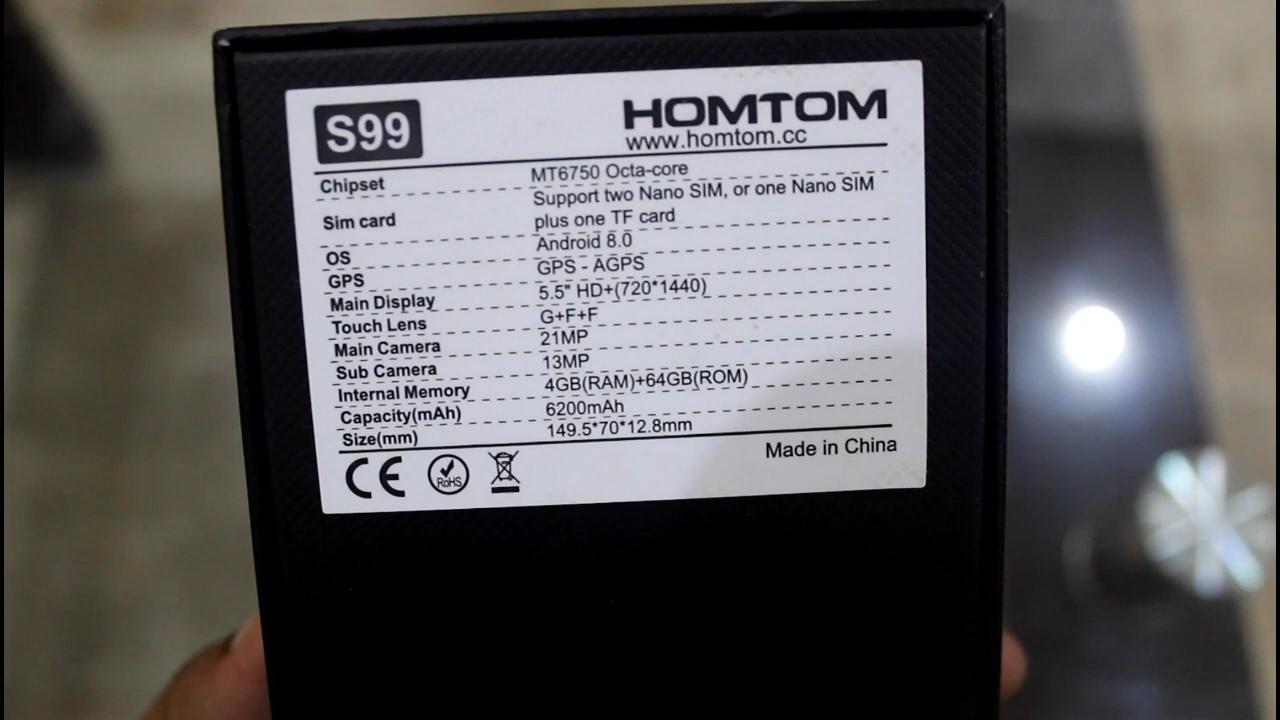 S99
HOMTOM
www.homtom.cc
Chipset MT6750 Octa-core
Sim card Support two Nano SIM, or one Nano SIM
plus one TF card
OS Android 8.0
GPS GPS - AGPS
Main Display 5.5" HD+(720*1440)
Touch Lens G+F+F
Main Camera 21MP
Sub Camera 13MP
Internal Memory 4GB(RAM)+64GB(ROM)
Capacity(mAh) 6200mAh
Size(mm) 149.5*70*12.8mm
CE RoHS
Made in China